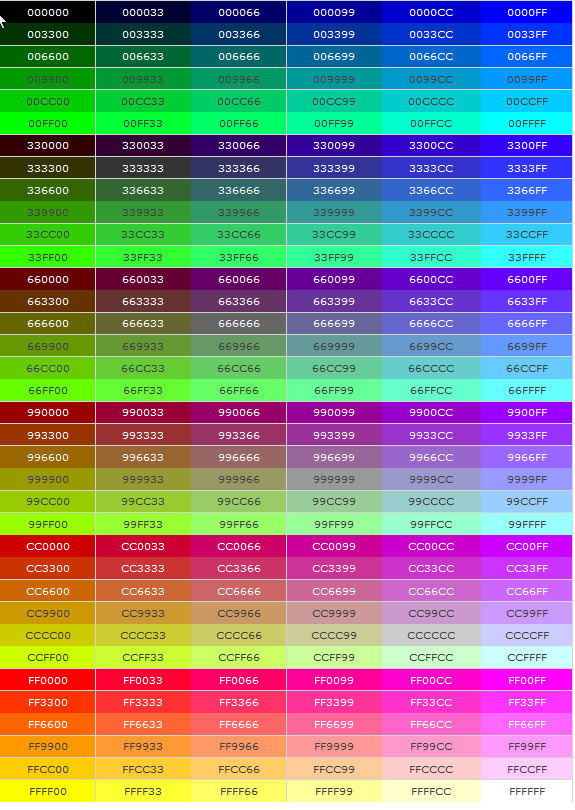 000000 000033 000066 000099 0000CC 0000FF
003300 003333 003366 003399 0033CC 0033FF
006600 006633 006666 006699 0066CC 0066FF
009900 009933 009966 009999 0099CC 0099FF
00CC00 00CC33 00CC66 00CC99 00CCCC 00CCFF
00FF00 00FF33 00FF66 00FF99 00FFCC 00FFFF
330000 330033 330066 330099 3300CC 3300FF
333300 333333 333366 333399 3333CC 3333FF
336600 336633 336666 336699 3366CC 3366FF
339900 339933 339966 339999 3399CC 3399FF
33CC00 33CC33 33CC66 33CC99 33CCCC 33CCFF
33FF00 33FF33 33FF66 33FF99 33FFCC 33FFFF
660000 660033 660066 660099 6600CC 6600FF
663300 663333 663366 663399 6633CC 6633FF
666600 666633 666666 666699 6666CC 6666FF
669900 669933 669966 669999 6699CC 6699FF
66CC00 66CC33 66CC66 66CC99 66CCCC 66CCFF
66FF00 66FF33 66FF66 66FF99 66FFCC 66FFFF
990000 990033 990066 990099 9900CC 9900FF
993300 993333 993366 993399 9933CC 9933FF
996600 996633 996666 996699 9966CC 9966FF
999900 999933 999966 999999 9999CC 9999FF
99CC00 99CC33 99CC66 99CC99 99CCCC 99CCFF
99FF00 99FF33 99FF66 99FF99 99FFCC 99FFFF
CC0000 CC0033 CC0066 CC0099 CC00CC CC00FF
CC3300 CC3333 CC3366 CC3399 CC33CC CC33FF
CC6600 CC6633 CC6666 CC6699 CC66CC CC66FF
CC9900 CC9933 CC9966 CC9999 CC99CC CC99FF
CCCC00 CCCC33 CCCC66 CCCC99 CCCCCC CCCCFF
CCFF00 CCFF33 CCFF66 CCFF99 CCFFCC CCFFFF
FF0000 FF0033 FF0066 FF0099 FF00CC FF00FF
FF3300 FF3333 FF3366 FF3399 FF33CC FF33FF
FF6600 FF6633 FF6666 FF6699 FF66CC FF66FF
FF9900 FF9933 FF9966 FF9999 FF99CC FF99FF
FFCC00 FFCC33 FFCC66 FFCC99 FFCCCC FFCCFF
FFFF00 FFFF33 FFFF66 FFFF99 FFFFCC FFFFFF